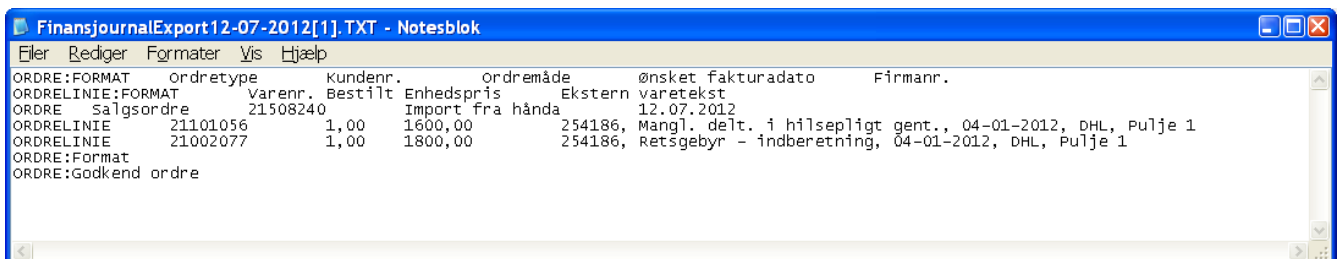 FinansjournalExport12-07-2012[1].TXT - Notesblok
Filer Rediger Formater Vis Hjælp
ORDRE:FORMAT Ordretype Kundenr. Ordremåde Ønsket fakturadato Firmanr.
ORDRELINIE:FORMAT Varenr. Bestilt Enhedspris Ekstern varetekst
ORDRE Salgsordre 21508240 Import fra hånda 12.07.2012
ORDRELINIE 21101056 1,00 1600,00 254186, Mangl. delt. i hilsepligt gent., 04-01-2012, DHL, Pulje 1
ORDRELINIE 21002077 1,00 1800,00 254186, Retsgebyr - indberetning, 04-01-2012, DHL, Pulje 1
ORDRE:Format
ORDRE:Godkend ordre